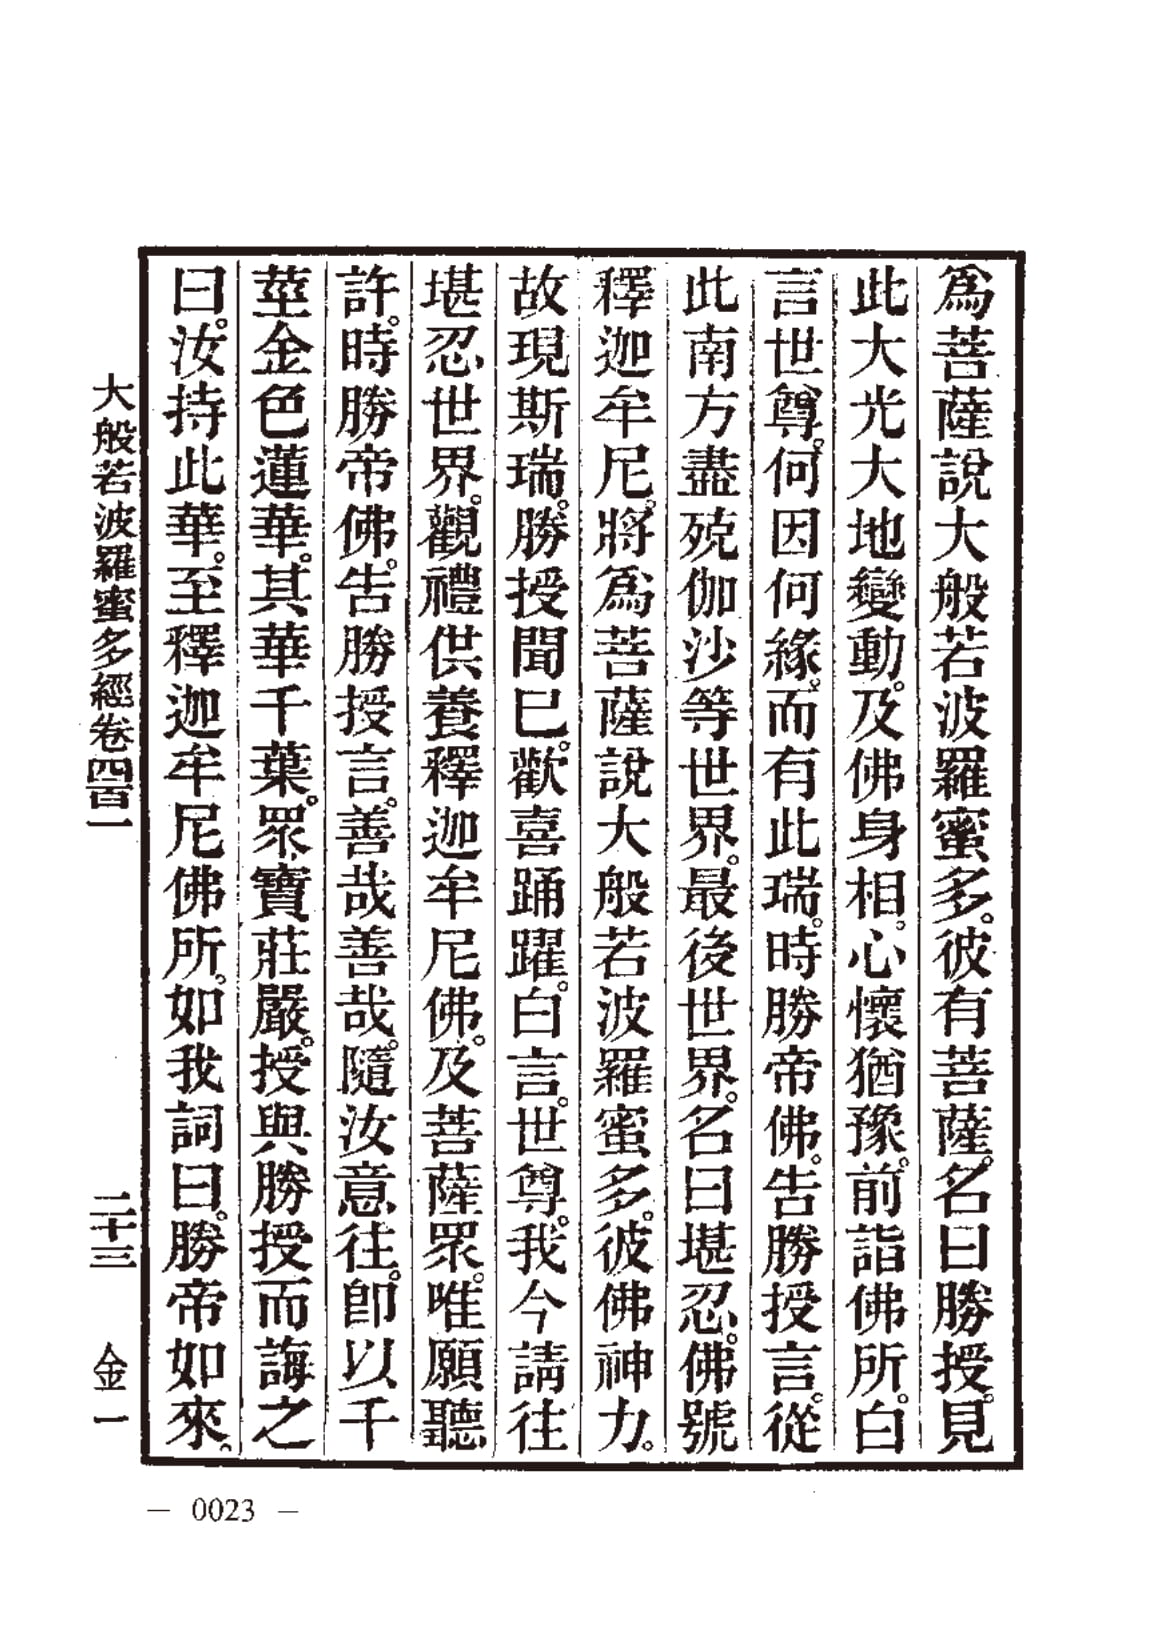 爲菩薩說大般若波羅蜜多。彼有菩薩。名曰勝授。見
此大光大地變動。及佛身相。心懷猶豫。前詣佛所。白
言世尊。何因何緣。而有此瑞。時勝帝佛。告勝授言。從
此南方盡殑伽沙等世界。最後世界。名曰堪忍。佛號
釋迦牟尼。將爲菩薩說大般若波羅蜜多。彼佛神力。
故現斯瑞。勝授聞已。歡喜踊躍。白言。世尊。我今請往
堪忍世界。觀禮供養釋迦牟尼佛。及菩薩眾。唯願聽
許。時勝帝佛。告勝授言。善哉善哉。隨汝意往。卽以千
莖金色蓮華。其華千葉。眾寶莊嚴。授與勝授而誨之
曰。汝持此華。至釋迦牟尼佛所。如我詞曰。勝帝如來。
大般若波羅蜜多經卷四百一 二十三 金一
— 0023 —